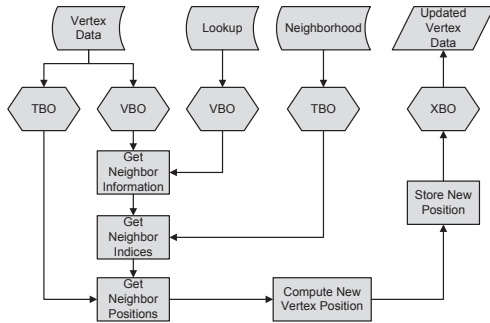 Vertex
Data
Lookup
Neighborhood
Updated
Vertex
Data
TBO
VBO
VBO
TBO
XBO
Get
Neighbor
Information
Store New
Position
Get
Neighbor
Indices
Get
Neighbor
Positions
Compute New
Vertex Position